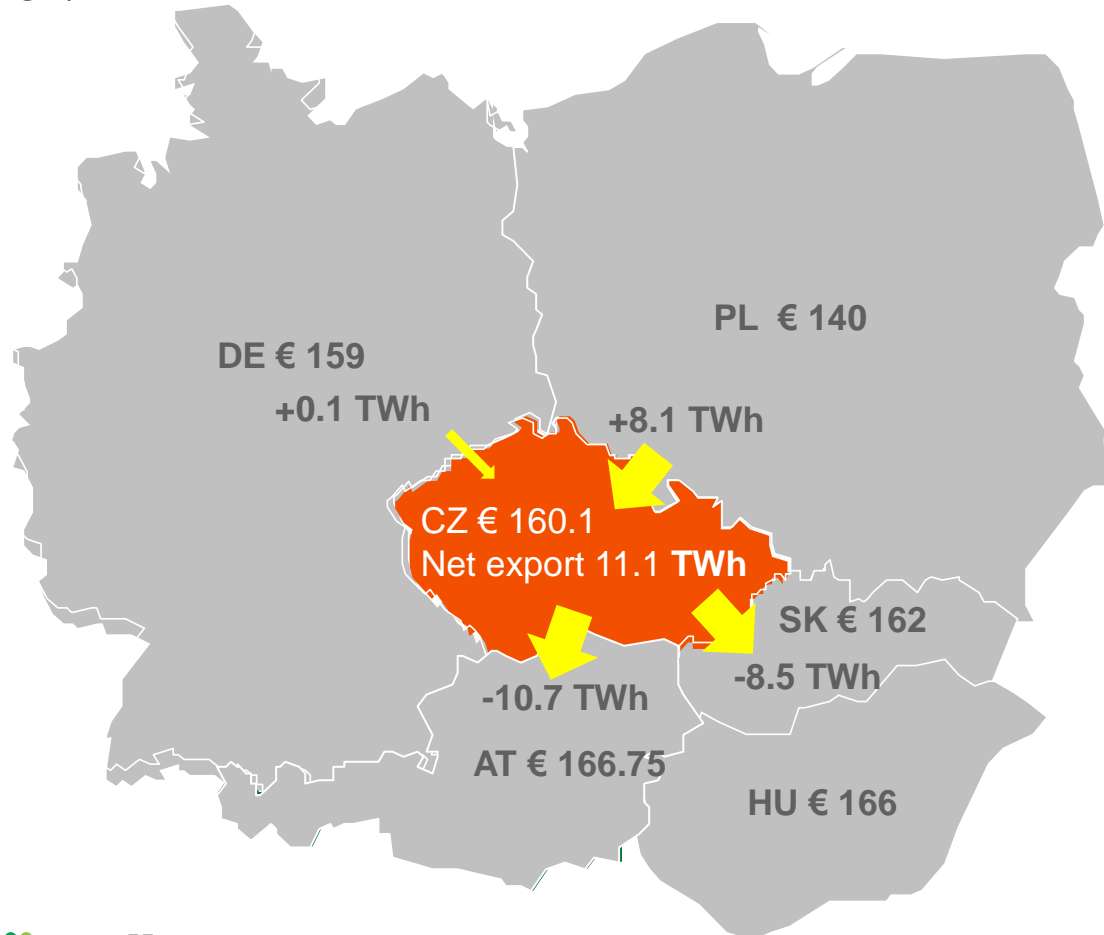 PL € 140
DE € 159
+0.1 TWh
+8.1 TWh
CZ € 160.1
Net export 11.1 TWh
SK € 162
-8.5 TWh
-10.7 TWh
AT € 166.75
HU € 166